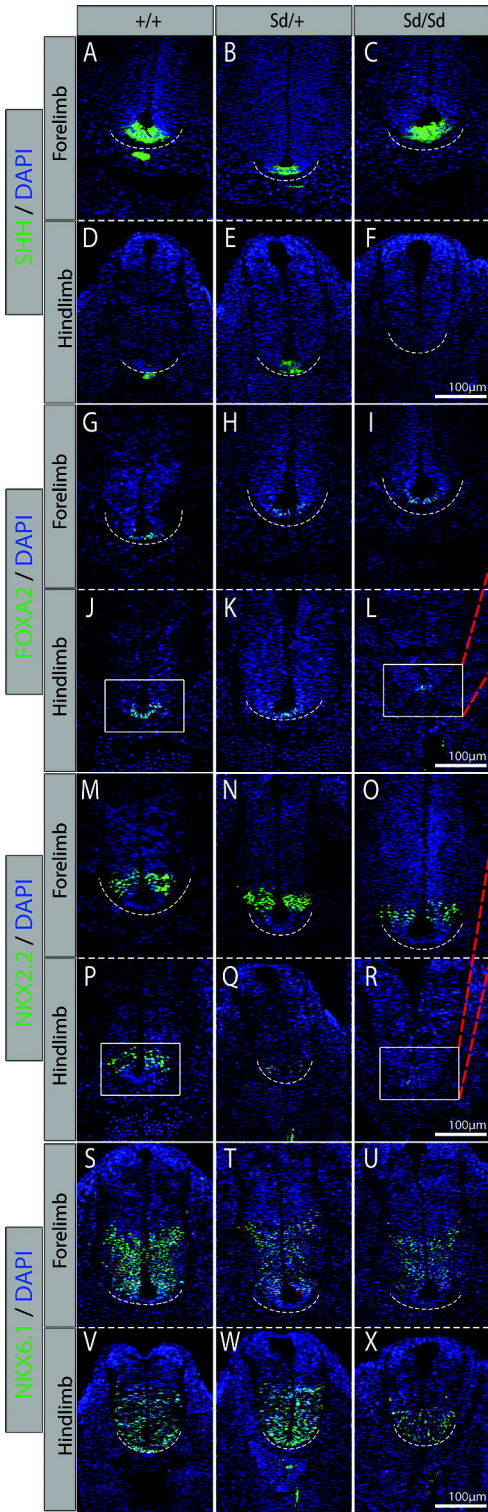 +/+ Sd/+ Sd/Sd
SHH / DAPI
Forelimb
A B C
Hindlimb
D E F
100µm
FOXA2 / DAPI
Forelimb
G H I
Hindlimb
J K L
100µm
NKX2.2 / DAPI
Forelimb
M N O
Hindlimb
P Q R
100µm
NKX6.1 / DAPI
Forelimb
S T U
Hindlimb
V W X
100µm